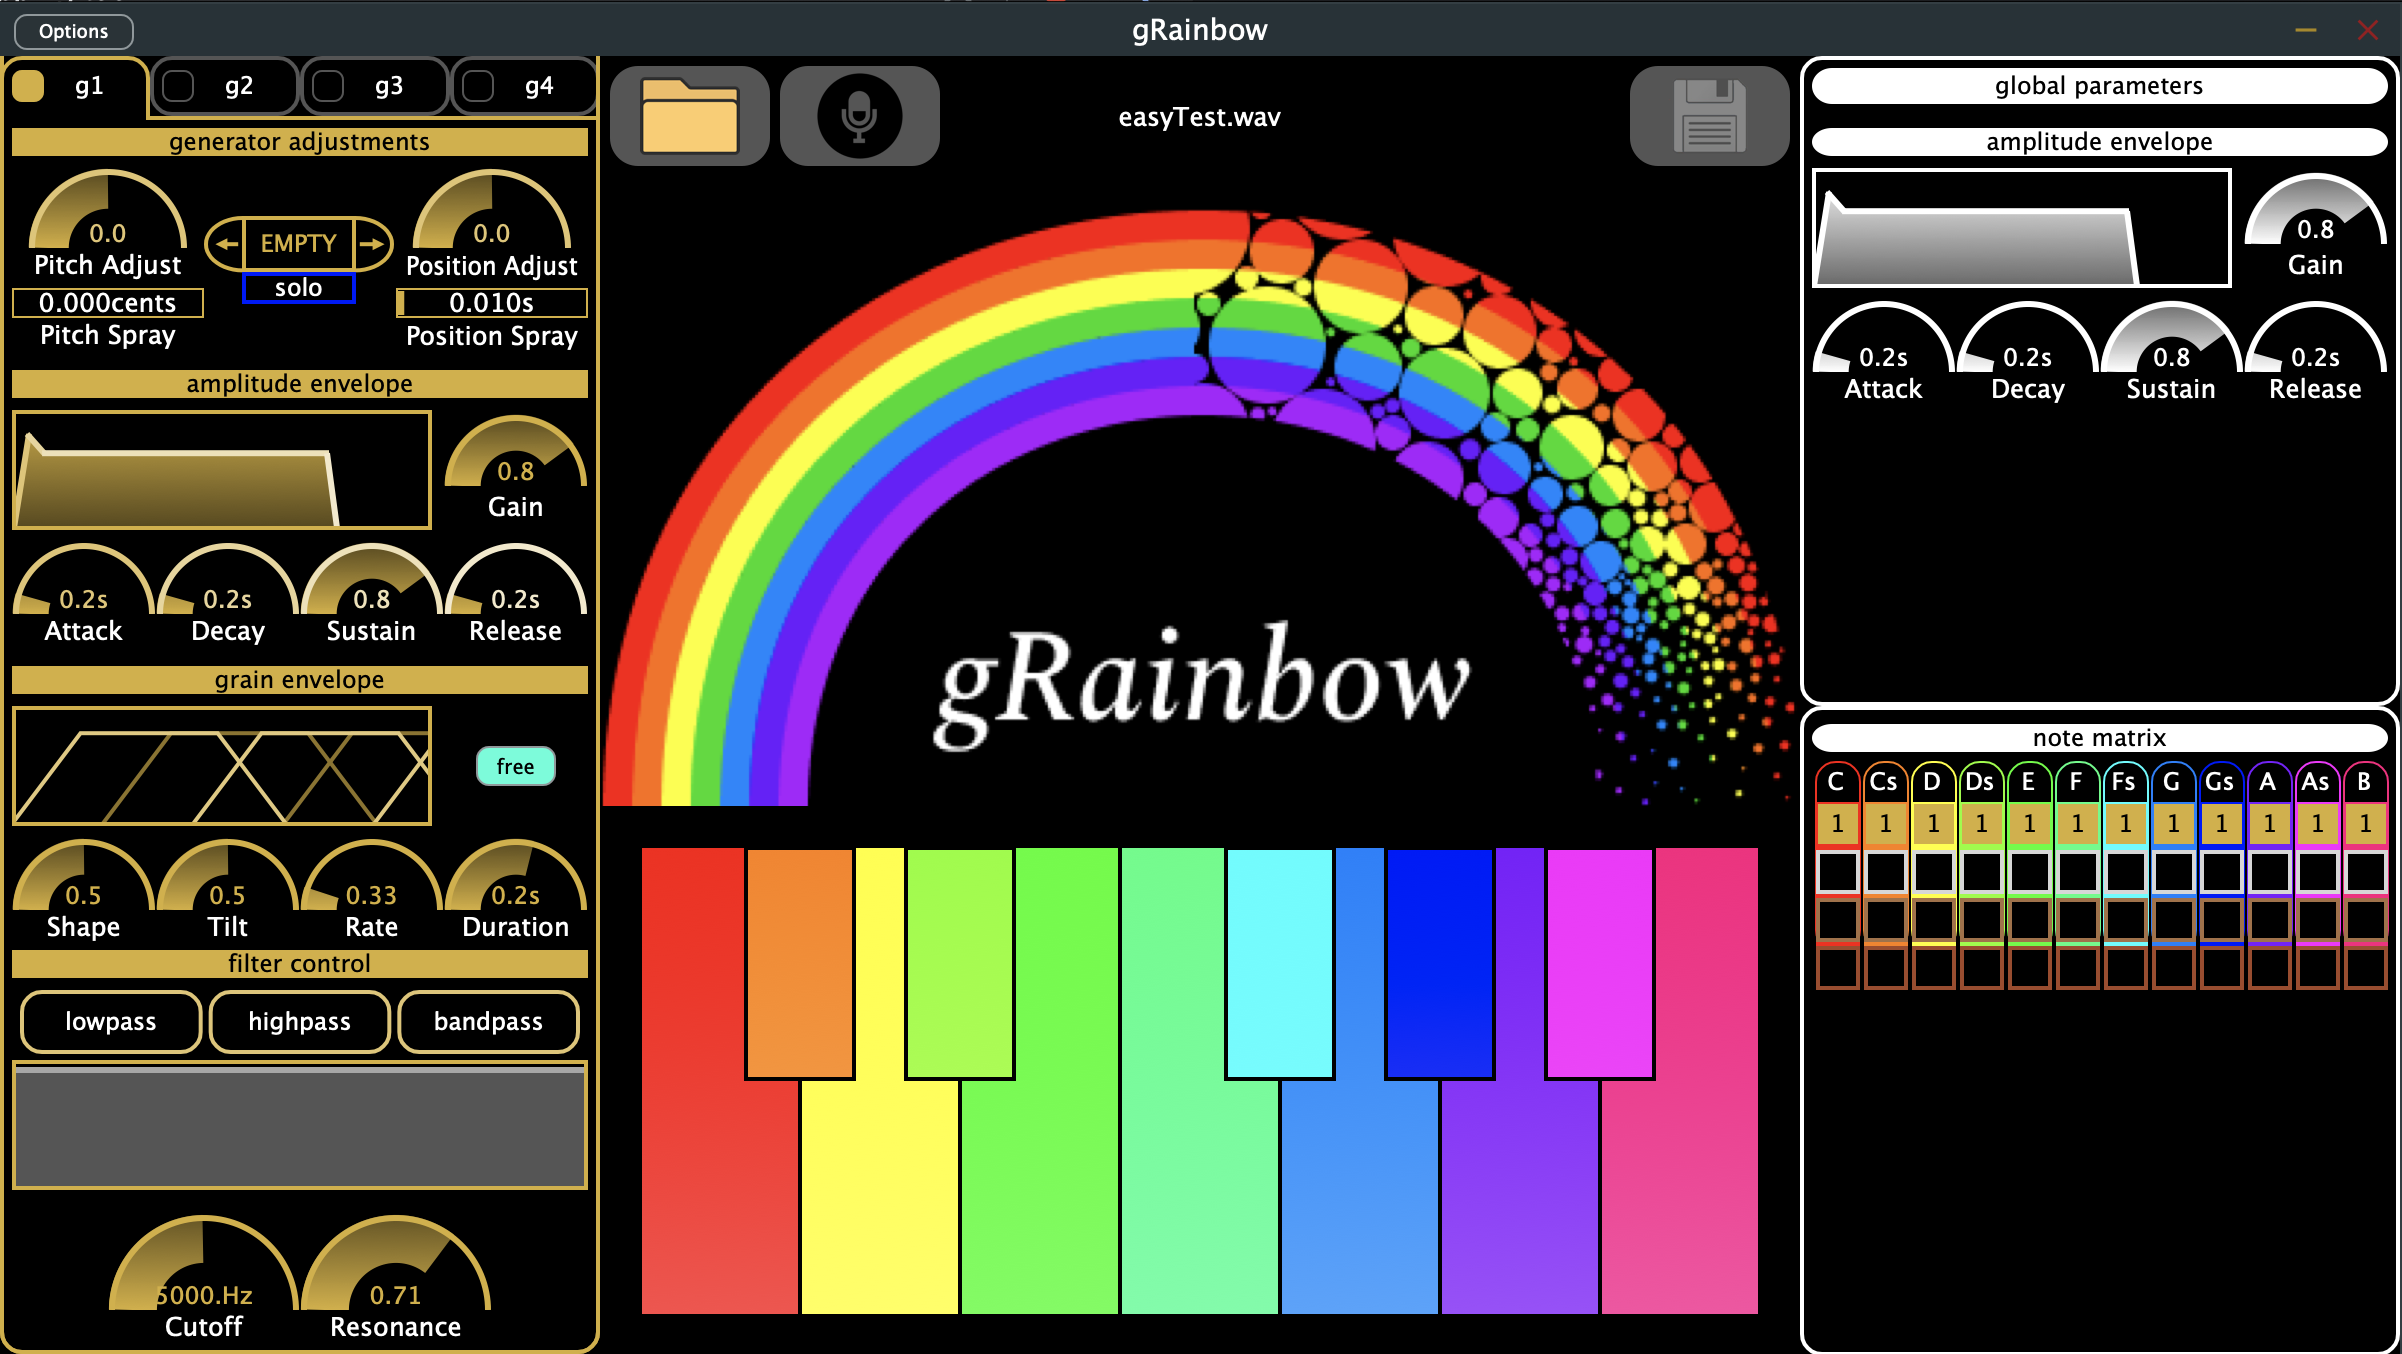 Options
gRainbow
g1 g2 g3 g4
generator adjustments
0.0
Pitch Adjust
0.000cents
Pitch Spray
EMPTY
solo
0.0
Position Adjust
0.010s
Position Spray
amplitude envelope
0.8
Gain
0.2s 0.2s 0.8 0.2s
Attack Decay Sustain Release
grain envelope
free
0.5 0.5 0.33 0.2s
Shape Tilt Rate Duration
filter control
lowpass highpass bandpass
5000.Hz 0.71
Cutoff Resonance
easyTest.wav
gRainbow
global parameters
amplitude envelope
0.8
Gain
0.2s 0.2s 0.8 0.2s
Attack Decay Sustain Release
note matrix
C Cs D Ds E F Fs G Gs A As B
1 1 1 1 1 1 1 1 1 1 1 1